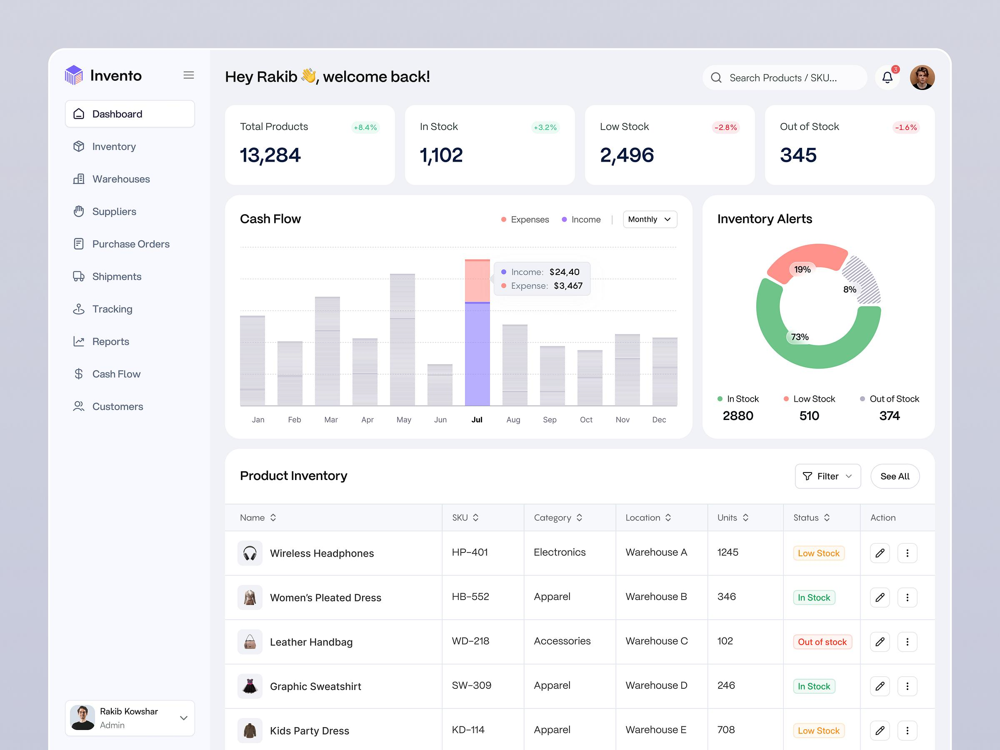 Invento
Dashboard
Inventory
Warehouses
Suppliers
Purchase Orders
Shipments
Tracking
Reports
Cash Flow
Customers
Rakib Kowshar
Admin
Hey Rakib 👋, welcome back!
Search Products / SKU...
3
Total Products
+8.4%
13,284
In Stock
+3.2%
1,102
Low Stock
-2.8%
2,496
Out of Stock
-1.6%
345
Cash Flow
Expenses
Income
Monthly
Income: $24,40
Expense: $3,467
Jan Feb Mar Apr May Jun Jul Aug Sep Oct Nov Dec
Inventory Alerts
19%
8%
73%
In Stock Low Stock Out of Stock
2880 510 374
Product Inventory
Filter
See All
Name SKU Category Location Units Status Action
Wireless Headphones HP-401 Electronics Warehouse A 1245 Low Stock
Women's Pleated Dress HB-552 Apparel Warehouse B 346 In Stock
Leather Handbag WD-218 Accessories Warehouse C 102 Out of stock
Graphic Sweatshirt SW-309 Apparel Warehouse D 246 In Stock
Kids Party Dress KD-114 Apparel Warehouse E 708 Low Stock